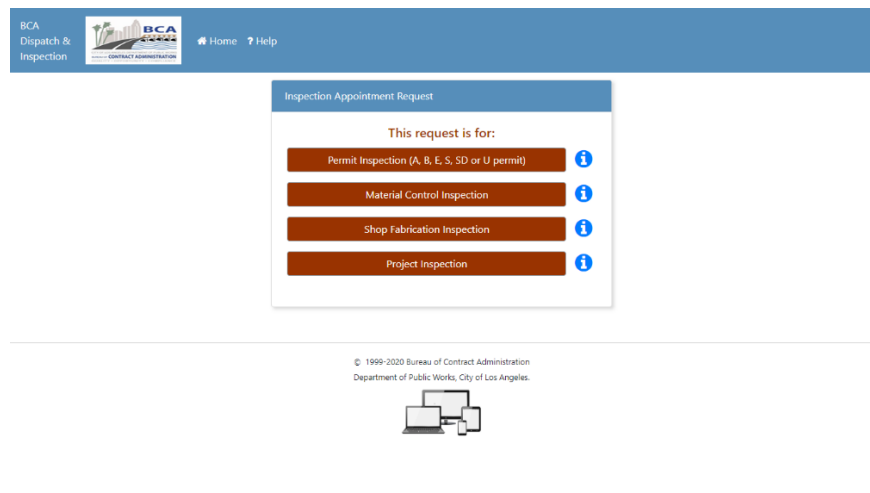 BCA
Dispatch &
Inspection
BCA
CONTRACT ADMINISTRATION
Home
? Help
Inspection Appointment Request
This request is for:
Permit Inspection (A, B, E, S, SD or U permit)
Material Control Inspection
Shop Fabrication Inspection
Project Inspection
© 1999-2020 Bureau of Contract Administration
Department of Public Works, City of Los Angeles.